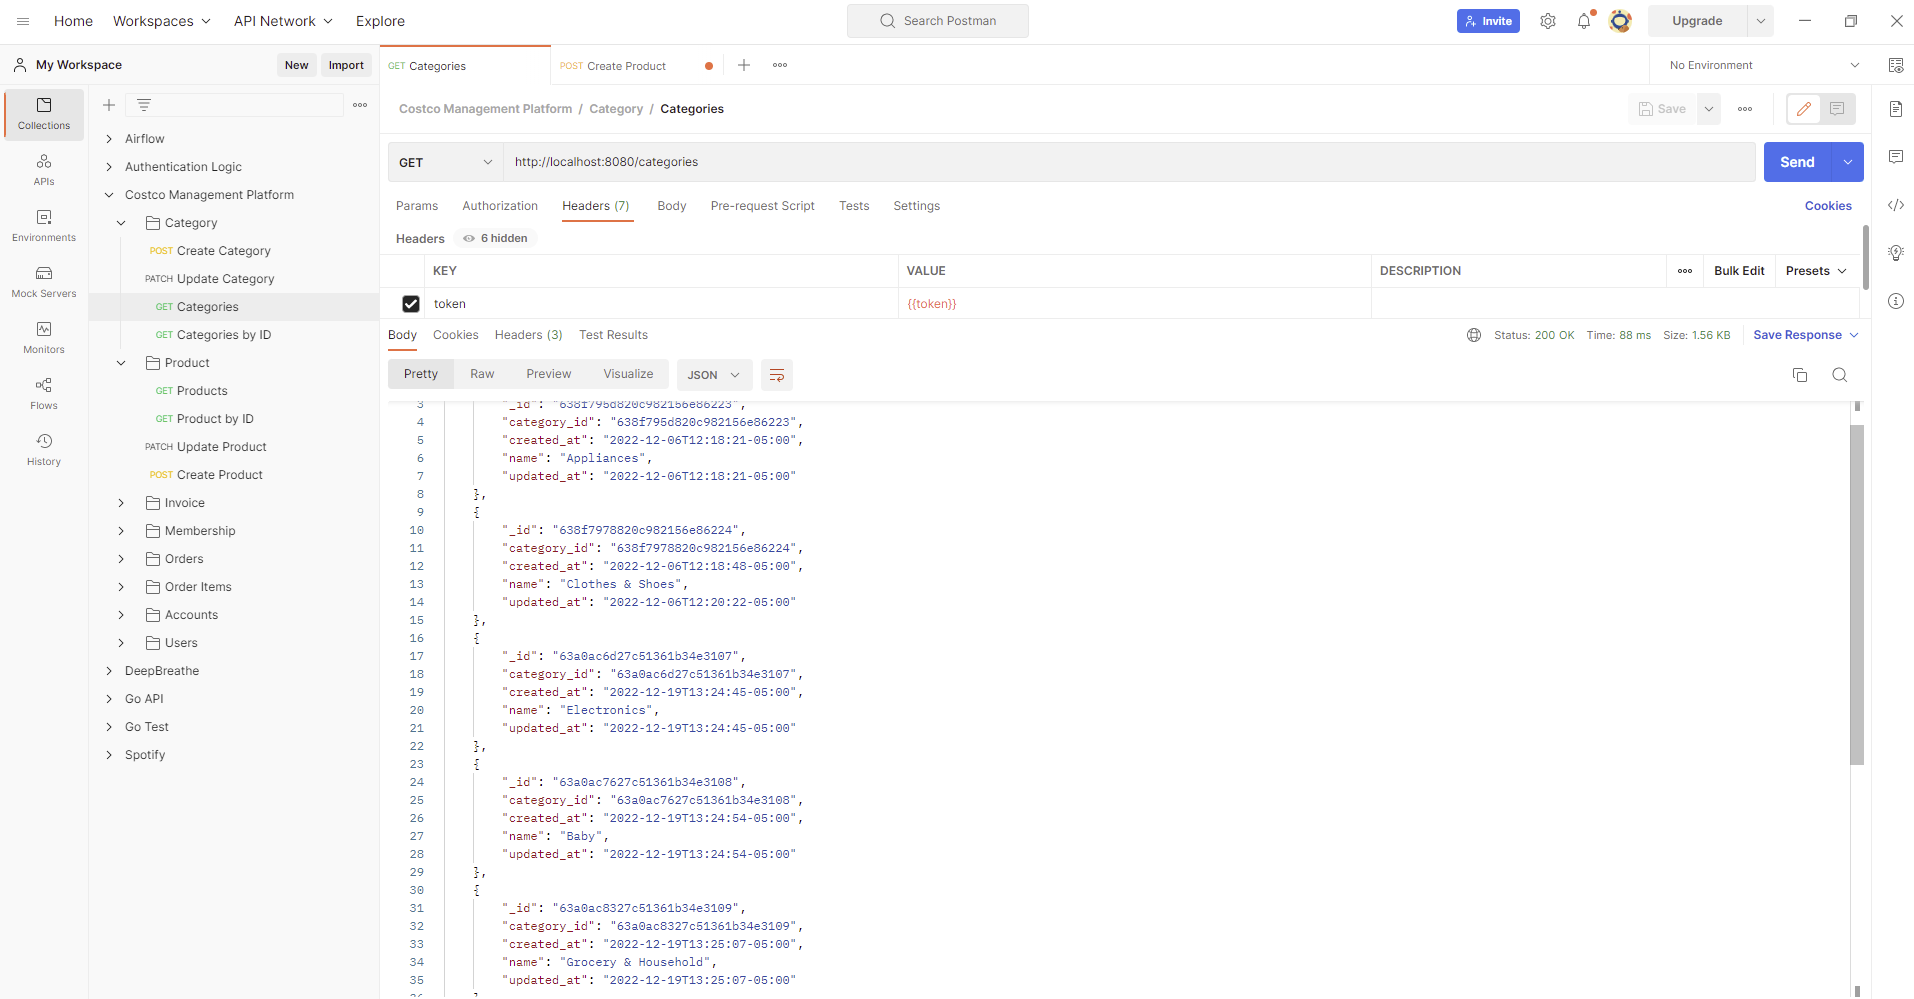 Home Workspaces API Network Explore Search Postman Invite Upgrade
My Workspace New Import
GET Categories POST Create Product No Environment
Collections
APIs
Environments
Mock Servers
Monitors
Flows
History
Airflow
Authentication Logic
Costco Management Platform
Category
POST Create Category
PATCH Update Category
GET Categories
GET Categories by ID
Product
GET Products
GET Product by ID
PATCH Update Product
POST Create Product
Invoice
Membership
Orders
Order Items
Accounts
Users
DeepBreathe
Go API
Go Test
Spotify
Costco Management Platform / Category / Categories Save
GET http://localhost:8080/categories Send
Params Authorization Headers (7) Body Pre-request Script Tests Settings Cookies
Headers 6 hidden
KEY VALUE DESCRIPTION Bulk Edit Presets
token {{token}}
Body Cookies Headers (3) Test Results Status: 200 OK Time: 88 ms Size: 1.56 KB Save Response
Pretty Raw Preview Visualize JSON
3 "_id": "638f795d820c982156e86223",
4 "category_id": "638f795d820c982156e86223",
5 "created_at": "2022-12-06T12:18:21-05:00",
6 "name": "Appliances",
7 "updated_at": "2022-12-06T12:18:21-05:00"
8 },
9 {
10 "_id": "638f7978820c982156e86224",
11 "category_id": "638f7978820c982156e86224",
12 "created_at": "2022-12-06T12:18:48-05:00",
13 "name": "Clothes & Shoes",
14 "updated_at": "2022-12-06T12:20:22-05:00"
15 },
16 {
17 "_id": "63a0ac6d27c51361b34e3107",
18 "category_id": "63a0ac6d27c51361b34e3107",
19 "created_at": "2022-12-19T13:24:45-05:00",
20 "name": "Electronics",
21 "updated_at": "2022-12-19T13:24:45-05:00"
22 },
23 {
24 "_id": "63a0ac7627c51361b34e3108",
25 "category_id": "63a0ac7627c51361b34e3108",
26 "created_at": "2022-12-19T13:24:54-05:00",
27 "name": "Baby",
28 "updated_at": "2022-12-19T13:24:54-05:00"
29 },
30 {
31 "_id": "63a0ac8327c51361b34e3109",
32 "category_id": "63a0ac8327c51361b34e3109",
33 "created_at": "2022-12-19T13:25:07-05:00",
34 "name": "Grocery & Household",
35 "updated_at": "2022-12-19T13:25:07-05:00"